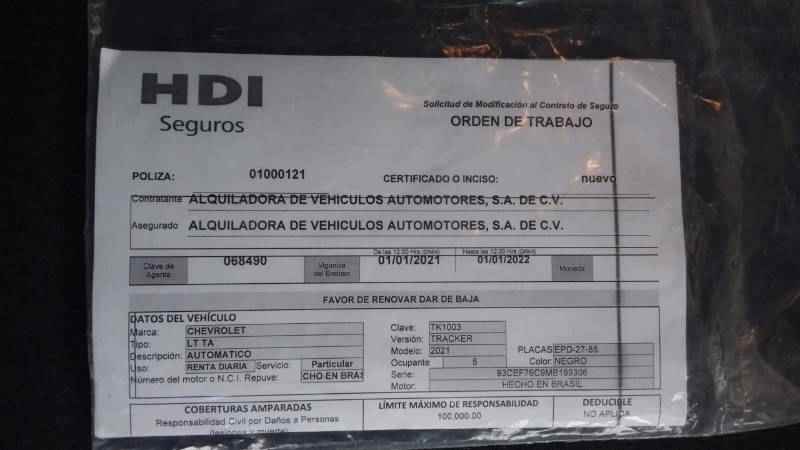 HDI
Seguros
Solicitud de Modificación al Contrato de Seguro
ORDEN DE TRABAJO
POLIZA: 01000121 CERTIFICADO O INCISO: nuevo
Contratante ALQUILADORA DE VEHICULOS AUTOMOTORES, S.A. DE C.V.
Asegurado ALQUILADORA DE VEHICULOS AUTOMOTORES, S.A. DE C.V.
De las 12:00 Hrs Hasta las 12:00 Hrs
Clave de Agente 068490 Vigencia del Endoso 01/01/2021 01/01/2022 Moneda
FAVOR DE RENOVAR DAR DE BAJA
DATOS DEL VEHÍCULO
Marca: CHEVROLET Clave: TK1003
Tipo: LT TA Versión: TRACKER
Descripción: AUTOMATICO Modelo: 2021 PLACAS EPD-27-86
Uso: RENTA DIARIA Servicio: Particular Ocupante 5 Color: NEGRO
Número del motor o N.C.I. Repuve: CHO EN BRAS Serie:
Motor: HECHO EN BRASIL
COBERTURAS AMPARADAS LÍMITE MÁXIMO DE RESPONSABILIDAD DEDUCIBLE
Responsabilidad Civil por Daños a Personas 100,000.00 NO APLICA
(lesiones y muerte)